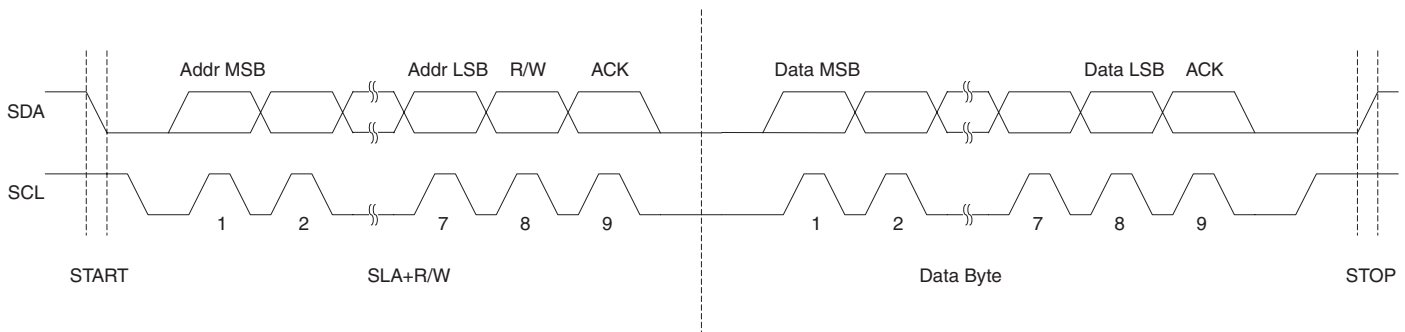 Addr MSB Addr LSB R/W ACK Data MSB Data LSB ACK
SDA
SCL
1 2 7 8 9 1 2 7 8 9
START SLA+R/W Data Byte STOP